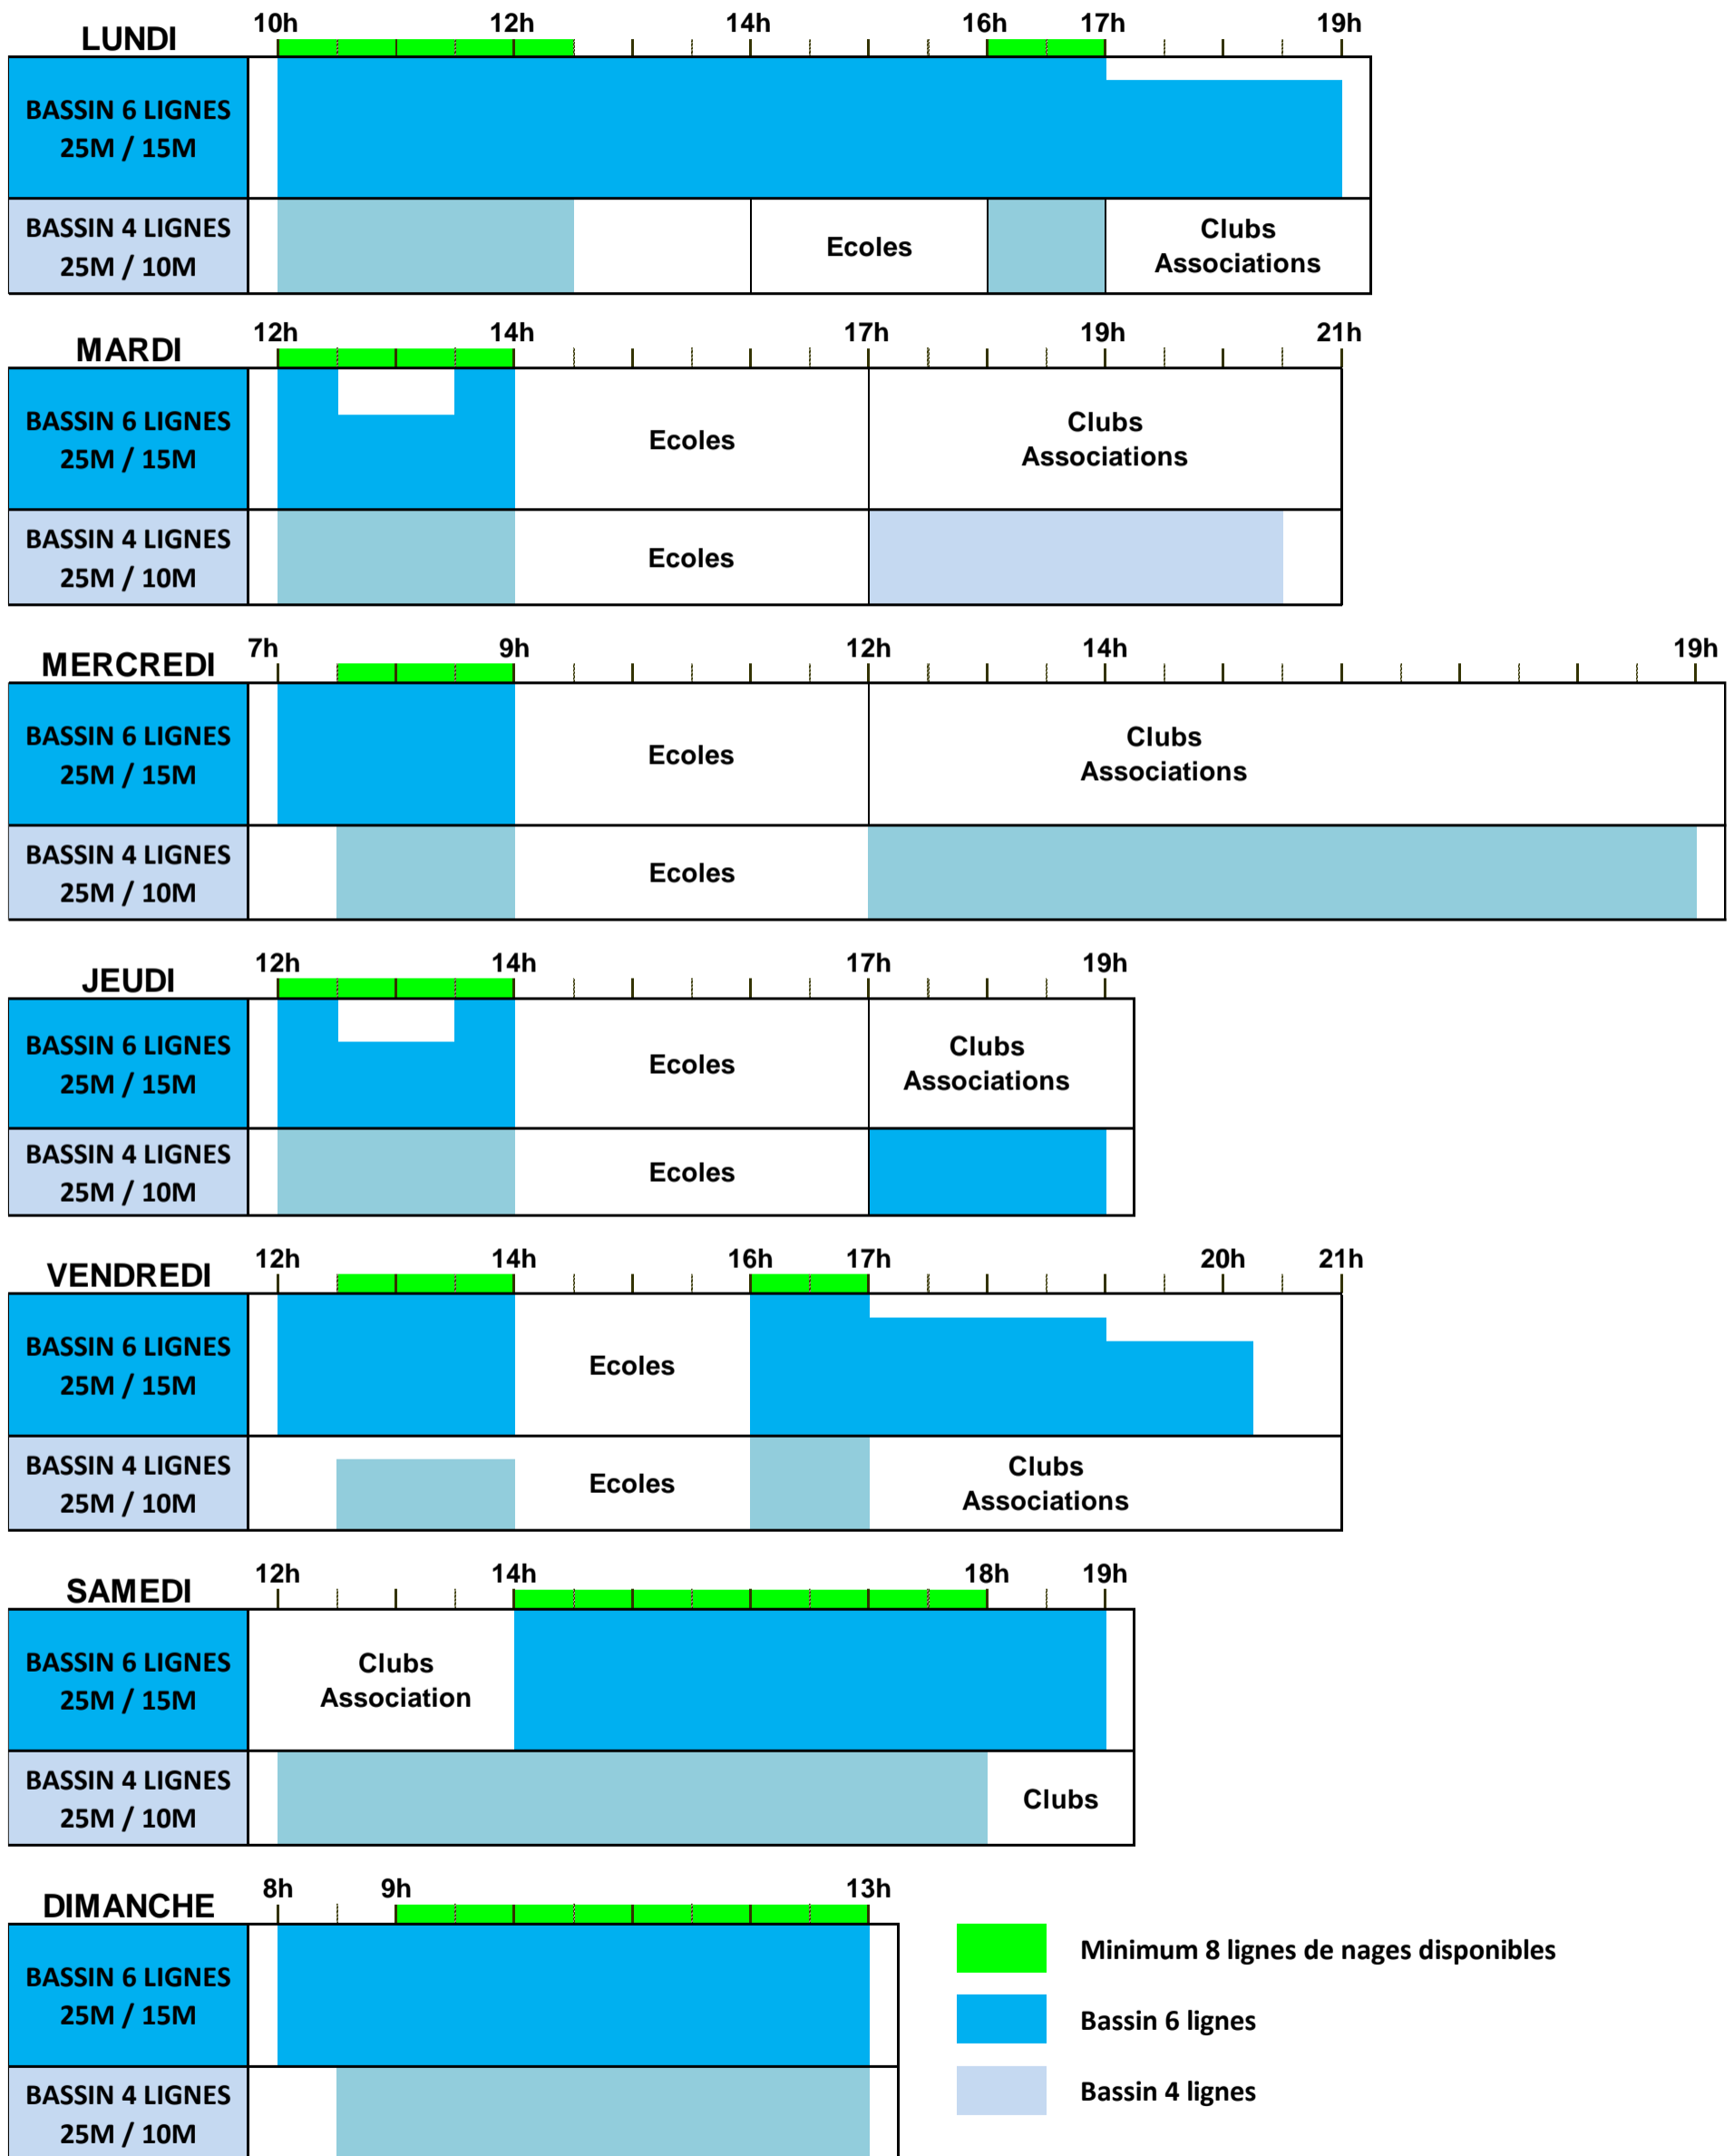 LUNDI
10h 12h 14h 16h 17h 19h
BASSIN 6 LIGNES
25M / 15M
BASSIN 4 LIGNES
25M / 10M
Ecoles
Clubs
Associations
MARDI
12h 14h 17h 19h 21h
BASSIN 6 LIGNES
25M / 15M
Ecoles
Clubs
Associations
BASSIN 4 LIGNES
25M / 10M
Ecoles
MERCREDI
7h 9h 12h 14h 19h
BASSIN 6 LIGNES
25M / 15M
Ecoles
Clubs
Associations
BASSIN 4 LIGNES
25M / 10M
Ecoles
JEUDI
12h 14h 17h 19h
BASSIN 6 LIGNES
25M / 15M
Ecoles
Clubs
Associations
BASSIN 4 LIGNES
25M / 10M
Ecoles
VENDREDI
12h 14h 16h 17h 20h 21h
BASSIN 6 LIGNES
25M / 15M
Ecoles
BASSIN 4 LIGNES
25M / 10M
Ecoles
Clubs
Associations
SAMEDI
12h 14h 18h 19h
BASSIN 6 LIGNES
25M / 15M
Clubs
Association
BASSIN 4 LIGNES
25M / 10M
Clubs
DIMANCHE
8h 9h 13h
BASSIN 6 LIGNES
25M / 15M
BASSIN 4 LIGNES
25M / 10M
Minimum 8 lignes de nages disponibles
Bassin 6 lignes
Bassin 4 lignes